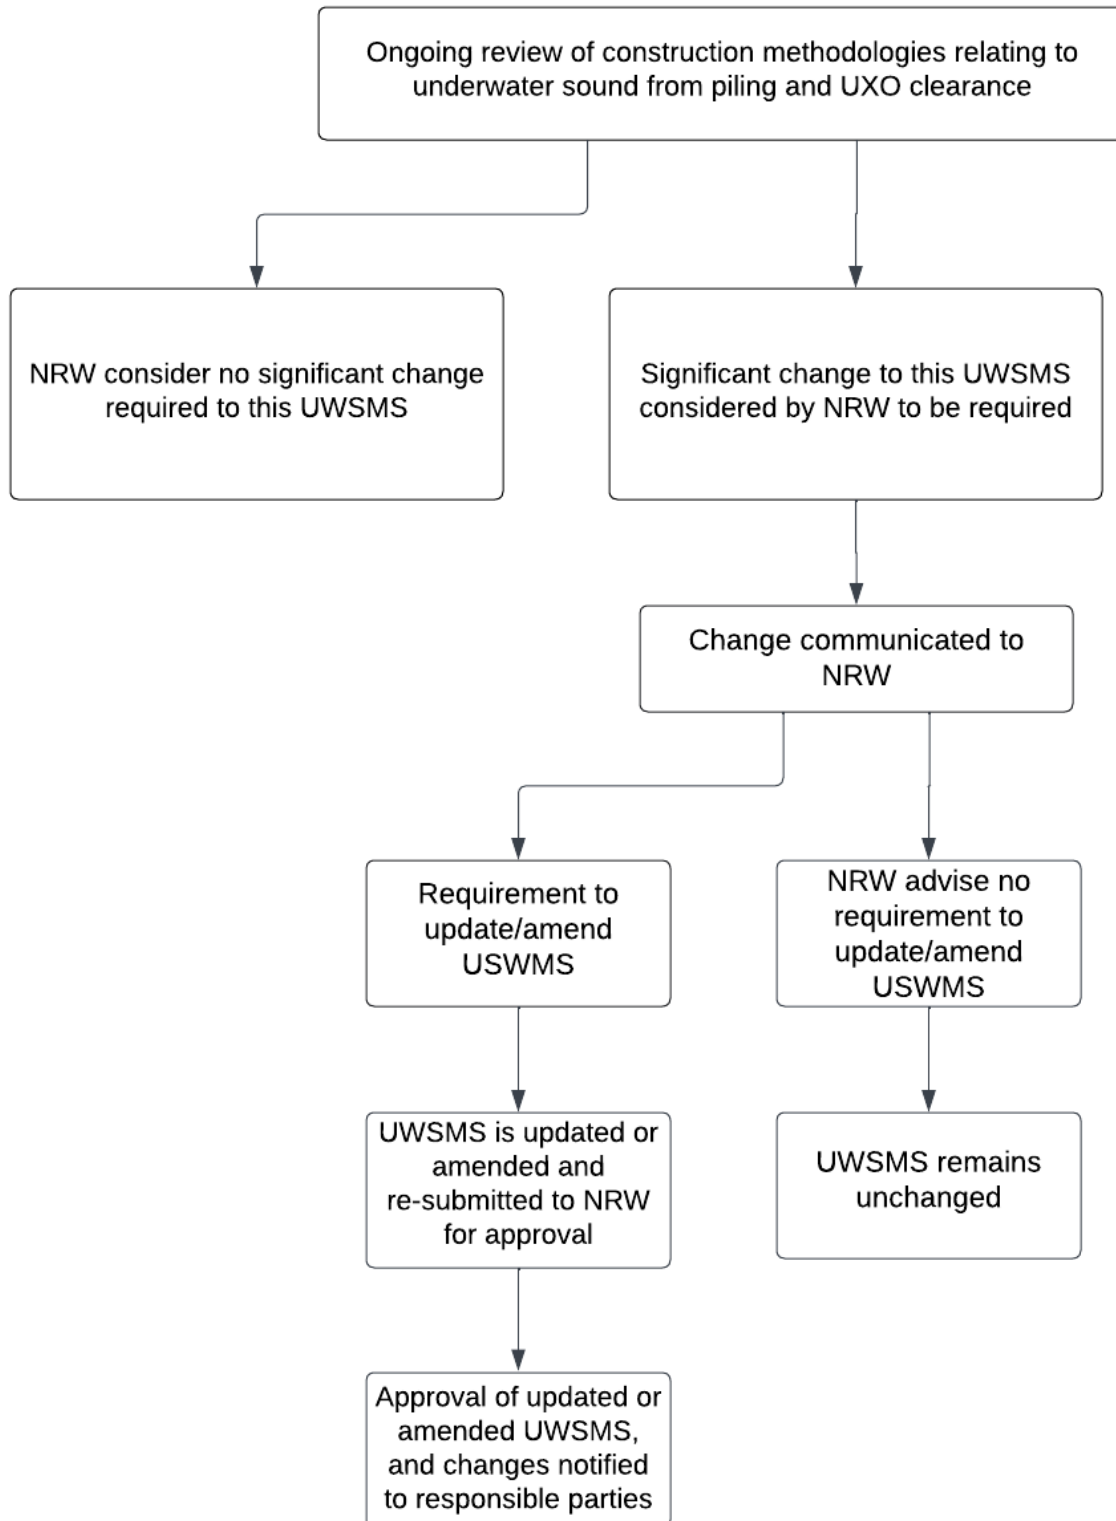 Ongoing review of construction methodologies relating to
underwater sound from piling and UXO clearance
NRW consider no significant change
required to this UWSMS
Significant change to this UWSMS
considered by NRW to be required
Change communicated to
NRW
Requirement to
update/amend
USWMS
NRW advise no
requirement to
update/amend
USWMS
UWSMS is updated or
amended and
re-submitted to NRW
for approval
UWSMS remains
unchanged
Approval of updated or
amended UWSMS,
and changes notified
to responsible parties